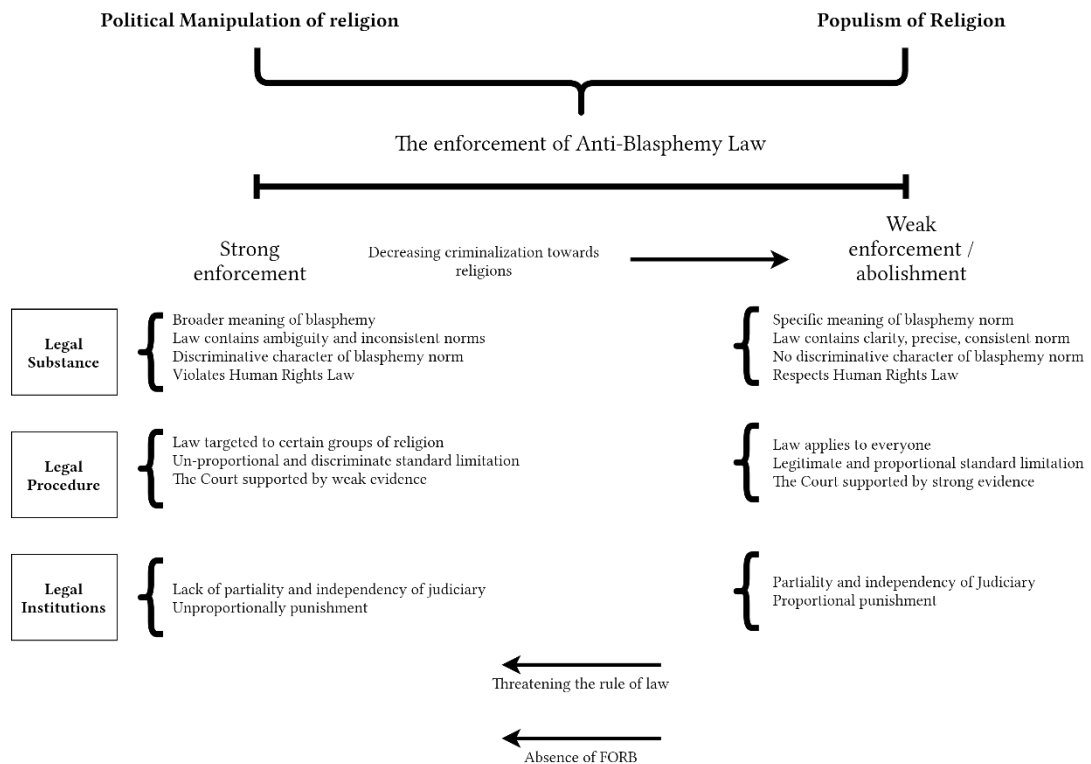 Political Manipulation of religion
Populism of Religion
The enforcement of Anti-Blasphemy Law
Strong
enforcement
Decreasing criminalization towards
religions
Weak
enforcement /
abolishment
Legal
Substance
Broader meaning of blasphemy
Law contains ambiguity and inconsistent norms
Discriminative character of blasphemy norm
Violates Human Rights Law
Specific meaning of blasphemy norm
Law contains clarity, precise, consistent norm
No discriminative character of blasphemy norm
Respects Human Rights Law
Legal
Procedure
Law targeted to certain groups of religion
Un-proportional and discriminate standard limitation
The Court supported by weak evidence
Law applies to everyone
Legitimate and proportional standard limitation
The Court supported by strong evidence
Legal
Institutions
Lack of partiality and independency of judiciary
Unproportionally punishment
Partiality and independency of Judiciary
Proportional punishment
Threatening the rule of law
Absence of FORB